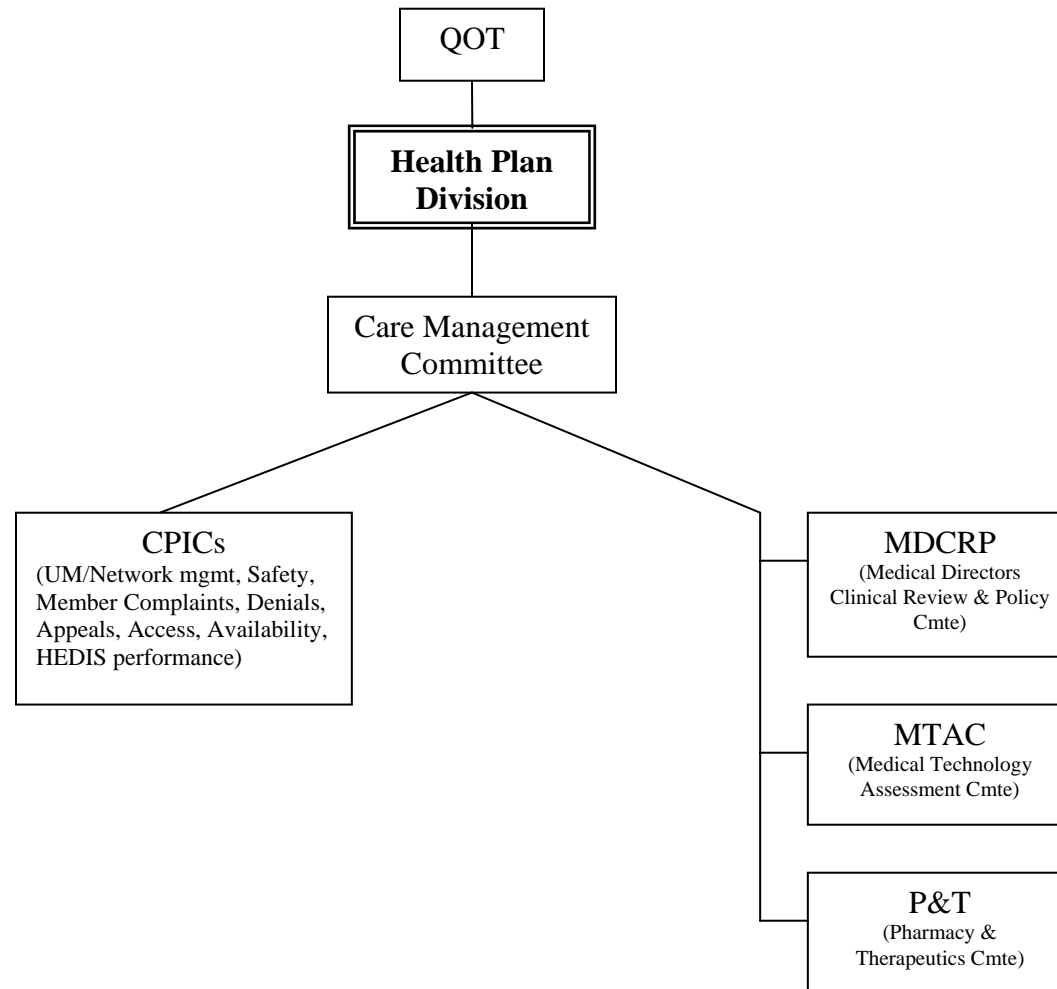 QOT
Health Plan
Division
Care Management
Committee
CPICs
(UM/Network mgmt, Safety,
Member Complaints, Denials,
Appeals, Access, Availability,
HEDIS performance)
MDCRP
(Medical Directors
Clinical Review & Policy
Cmte)
MTAC
(Medical Technology
Assessment Cmte)
P&T
(Pharmacy &
Therapeutics Cmte)